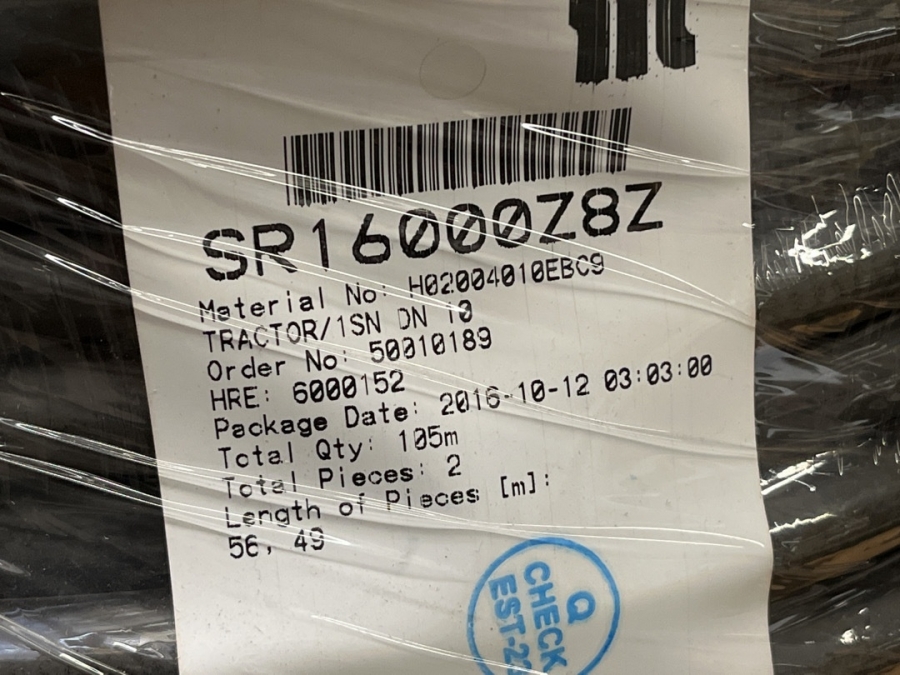 SR16000Z8Z
Material No: H02004010EBC9
TRACTOR/1SN DN 10
Order No: 50010189
HRE: 6000152
Package Date: 2016-10-12 03:03:00
Total Qty: 105m
Total Pieces: 2
Length of Pieces [m]:
56, 49
Q
CHECK